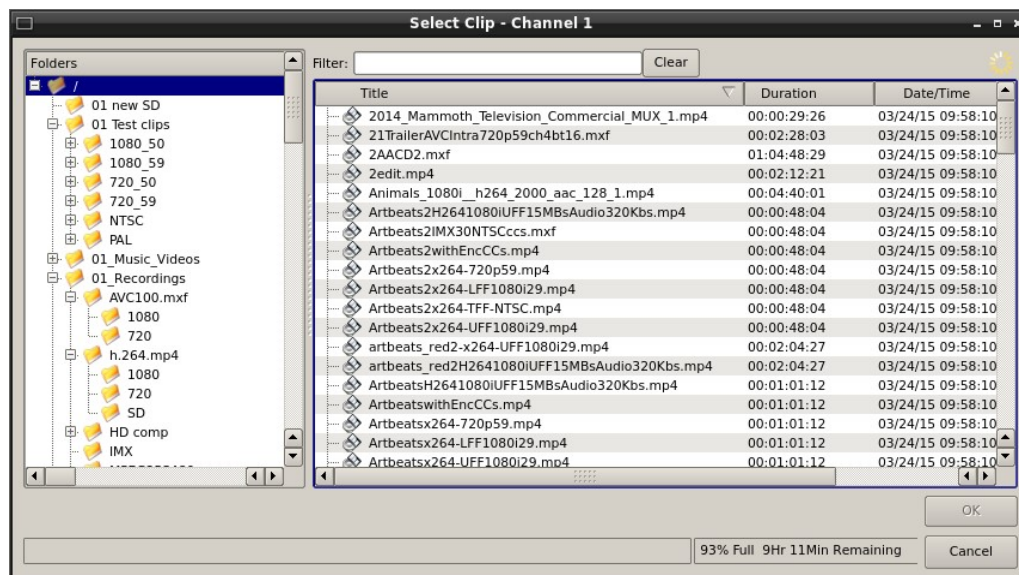 Select Clip - Channel 1
Folders
/
01 new SD
01 Test clips
1080_50
1080_59
720_50
720_59
NTSC
PAL
01_Music_Videos
01_Recordings
AVC100.mxf
1080
720
h.264.mp4
1080
720
SD
HD comp
IMX
Filter: Clear
Title Duration Date/Time
2014_Mammoth_Television_Commercial_MUX_1.mp4 00:00:29:26 03/24/15 09:58:10
21TrailerAVCIntra720p59ch4bt16.mxf 00:02:28:03 03/24/15 09:58:10
2AACD2.mxf 01:04:48:29 03/24/15 09:58:10
2edit.mp4 00:02:12:21 03/24/15 09:58:10
Animals_1080i__h264_2000_aac_128_1.mp4 00:04:40:01 03/24/15 09:58:10
Artbeats2H2641080iUFF15MBsAudio320Kbs.mp4 00:00:48:04 03/24/15 09:58:10
Artbeats2IMX30NTSCccs.mxf 00:00:48:04 03/24/15 09:58:10
Artbeats2withEncCCs.mp4 00:00:48:04 03/24/15 09:58:10
Artbeats2x264-720p59.mp4 00:00:48:04 03/24/15 09:58:10
Artbeats2x264-LFF1080i29.mp4 00:00:48:04 03/24/15 09:58:10
Artbeats2x264-TFF-NTSC.mp4 00:00:48:04 03/24/15 09:58:10
Artbeats2x264-UFF1080i29.mp4 00:00:48:04 03/24/15 09:58:10
artbeats_red2-x264-UFF1080i29.mp4 00:02:04:27 03/24/15 09:58:10
artbeats_red2H2641080iUFF15MBsAudio320Kbs.mp4 00:02:04:27 03/24/15 09:58:10
ArtbeatsH2641080iUFF15MBsAudio320Kbs.mp4 00:01:01:12 03/24/15 09:58:10
ArtbeatswithEncCCs.mp4 00:01:01:12 03/24/15 09:58:10
Artbeatsx264-720p59.mp4 00:01:01:12 03/24/15 09:58:10
Artbeatsx264-LFF1080i29.mp4 00:01:01:12 03/24/15 09:58:10
Artbeatsx264-UFF1080i29.mp4 00:01:01:12 03/24/15 09:58:10
OK
93% Full 9Hr 11Min Remaining Cancel